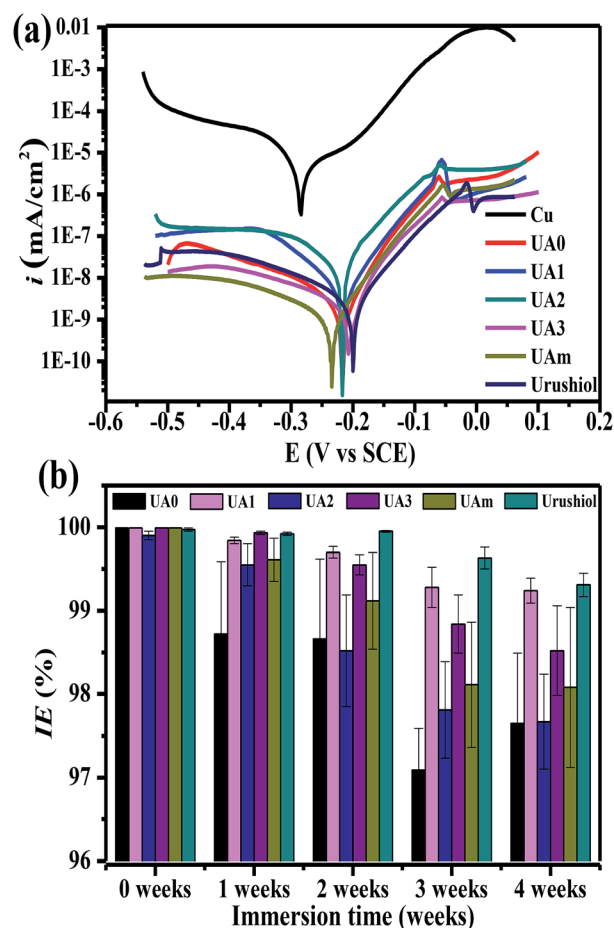 (a)
0.01
1E-3
1E-4
1E-5
1E-6
1E-7
1E-8
1E-9
1E-10
i (mA/cm²)
Cu
UA0
UA1
UA2
UA3
UAm
Urushiol
-0.6 -0.5 -0.4 -0.3 -0.2 -0.1 0.0 0.1 0.2
E (V vs SCE)
(b)
UA0 UA1 UA2 UA3 UAm Urushiol
100
99
98
97
96
IE (%)
0 weeks 1 weeks 2 weeks 3 weeks 4 weeks
Immersion time (weeks)